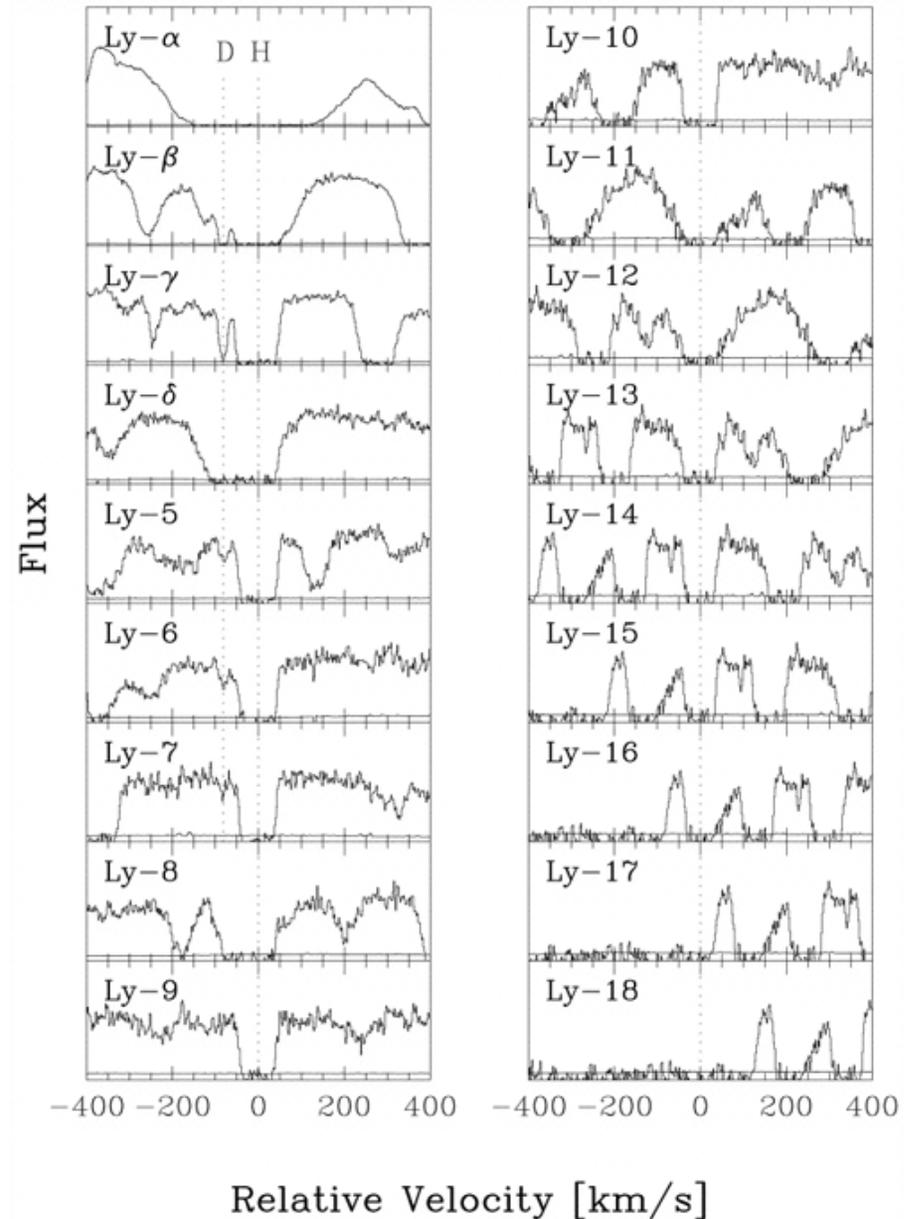 Ly-α
D H
Ly-β
Ly-γ
Ly-δ
Ly-5
Ly-6
Ly-7
Ly-8
Ly-9
Ly-10
Ly-11
Ly-12
Ly-13
Ly-14
Ly-15
Ly-16
Ly-17
Ly-18
Flux
−400 −200 0 200 400
−400 −200 0 200 400
Relative Velocity [km/s]